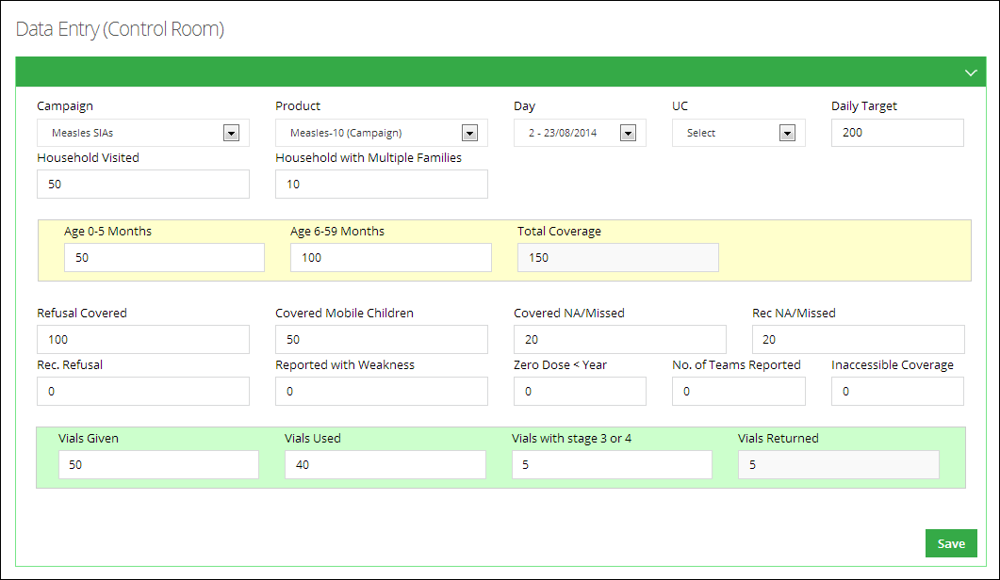 Data Entry (Control Room)
Campaign Product Day UC Daily Target
Measles SIAs Measles-10 (Campaign) 2 - 23/08/2014 Select 200
Household Visited Household with Multiple Families
50 10
Age 0-5 Months Age 6-59 Months Total Coverage
50 100 150
Refusal Covered Covered Mobile Children Covered NA/Missed Rec NA/Missed
100 50 20 20
Rec. Refusal Reported with Weakness Zero Dose < Year No. of Teams Reported Inaccessible Coverage
0 0 0 0 0
Vials Given Vials Used Vials with stage 3 or 4 Vials Returned
50 40 5 5
Save